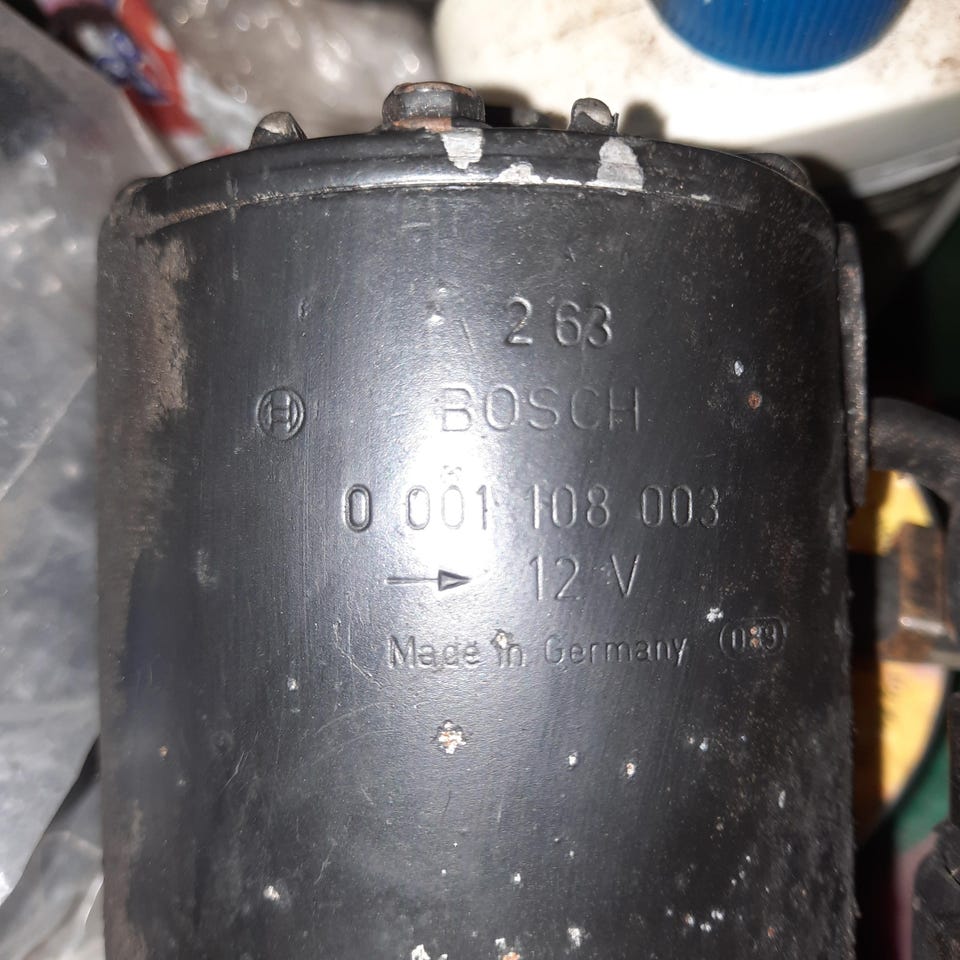 2 63
BOSCH
0 001 108 003
12 V
Made in Germany